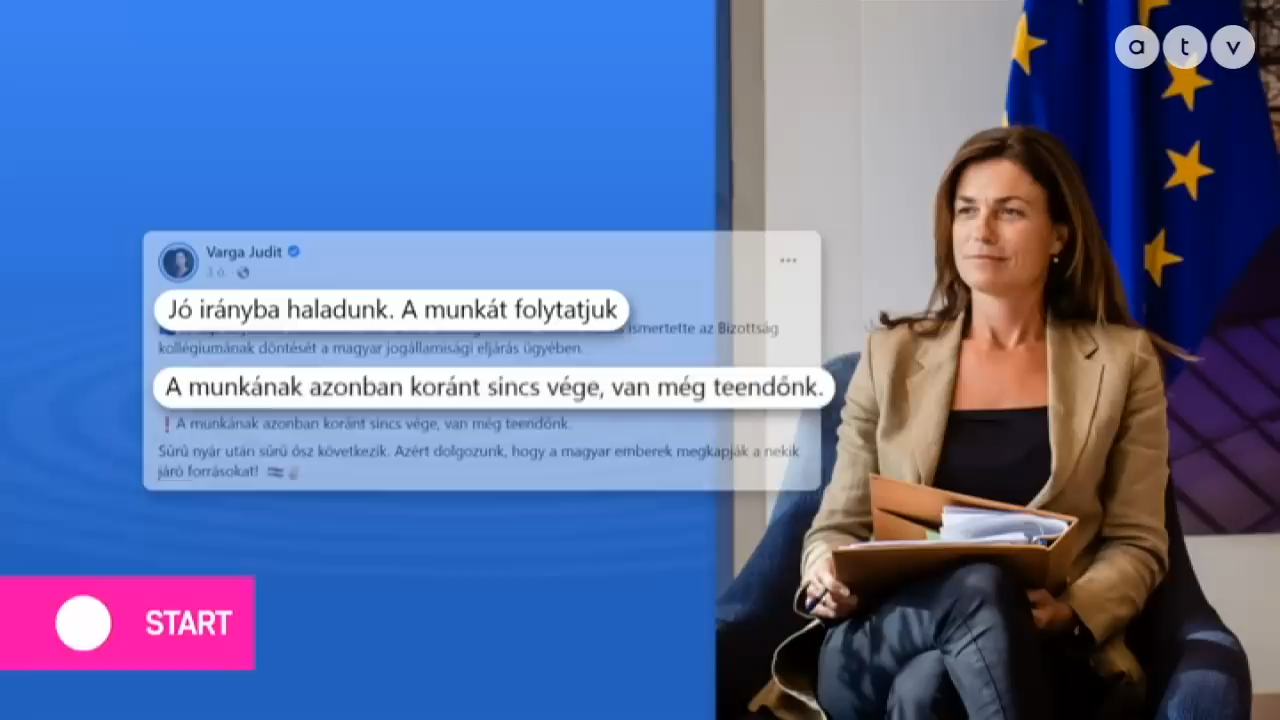 a t v
Varga Judit
3 ó.
Jó irányba haladunk. A munkát folytatjuk
ismertette az Bizottság
kollégiumának döntését a magyar jogállamisági eljárás ügyében.
A munkának azonban koránt sincs vége, van még teendőnk.
❗A munkának azonban koránt sincs vége, van még teendőnk.
Sűrű nyár után sűrű ősz következik. Azért dolgozunk, hogy a magyar emberek megkapják a nekik
járó forrásokat!
START